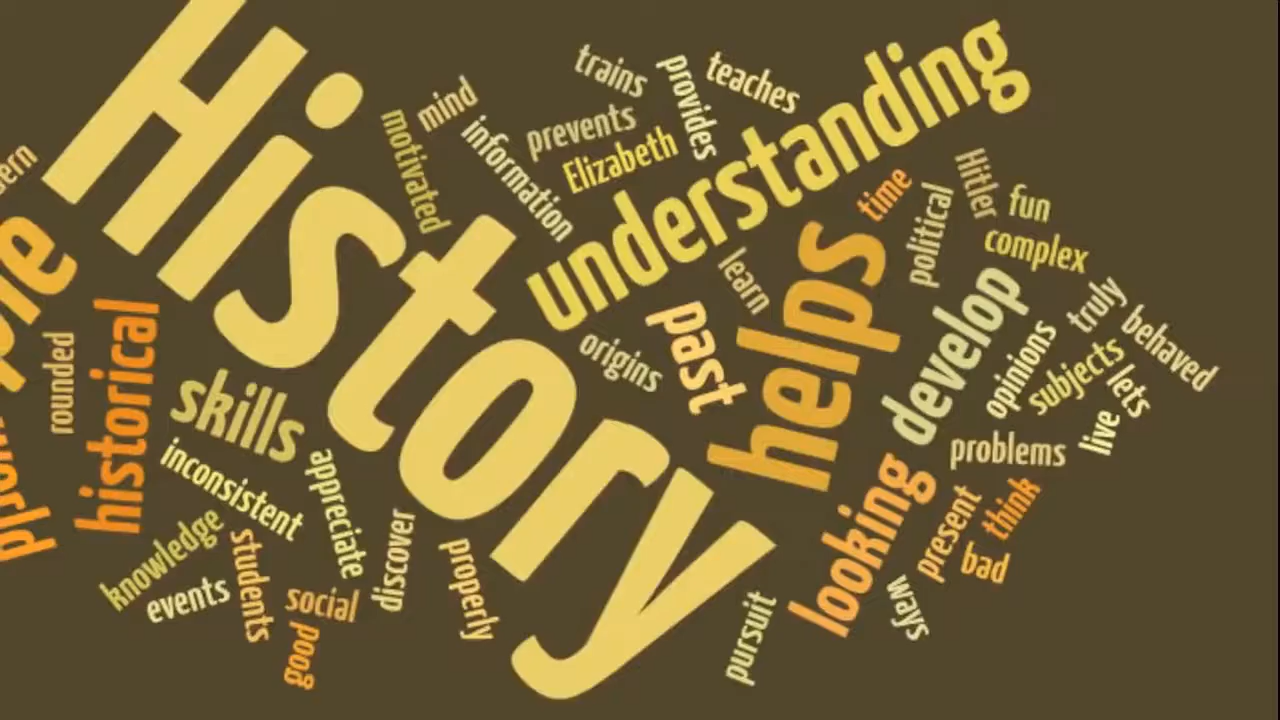 History
understanding
trains
provides
teaches
mind
motivated
information
prevents
Elizabeth
time
Hitler
fun
political
complex
learn
helps
past
origins
develop
truly
behaved
opinions
subjects
lets
live
problems
looking
present
think
bad
ways
pursuit
rounded
historical
skills
inconsistent
appreciate
knowledge
events
students
social
good
discover
properly